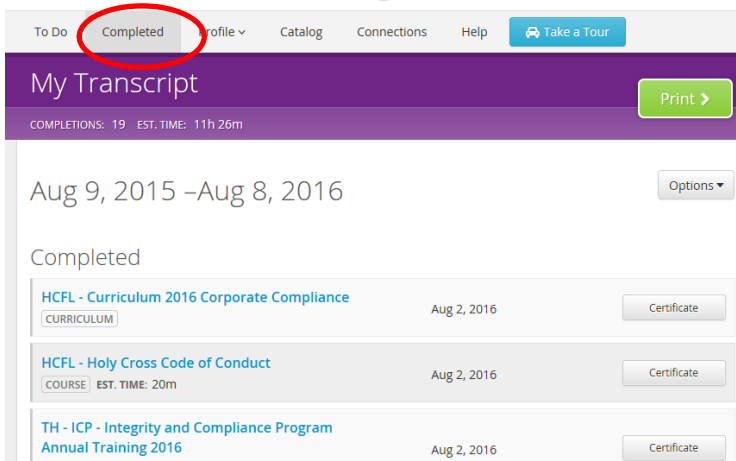 To Do Completed Profile Catalog Connections Help Take a Tour
My Transcript
Print
COMPLETIONS: 19 EST. TIME: 11h 26m
Aug 9, 2015 –Aug 8, 2016
Options
Completed
HCFL - Curriculum 2016 Corporate Compliance
CURRICULUM
Aug 2, 2016
Certificate
HCFL - Holy Cross Code of Conduct
COURSE EST. TIME: 20m
Aug 2, 2016
Certificate
TH - ICP - Integrity and Compliance Program
Annual Training 2016
Aug 2, 2016
Certificate